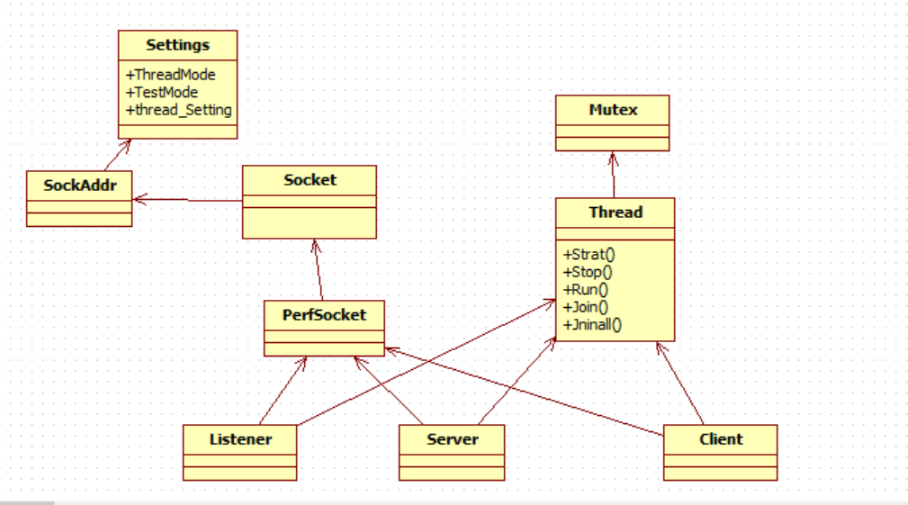 Settings
+ThreadMode
+TestMode
+thread_Setting
Mutex
SockAddr
Socket
Thread
+Strat()
+Stop()
+Run()
+Join()
+Jninall()
PerfSocket
Listener
Server
Client